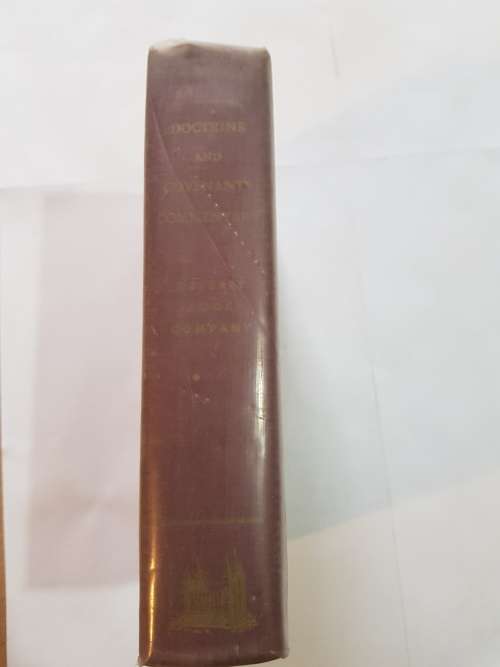 DOCTRINE
AND
COVENANTS
COMMENTARY
DESERET
BOOK
COMPANY